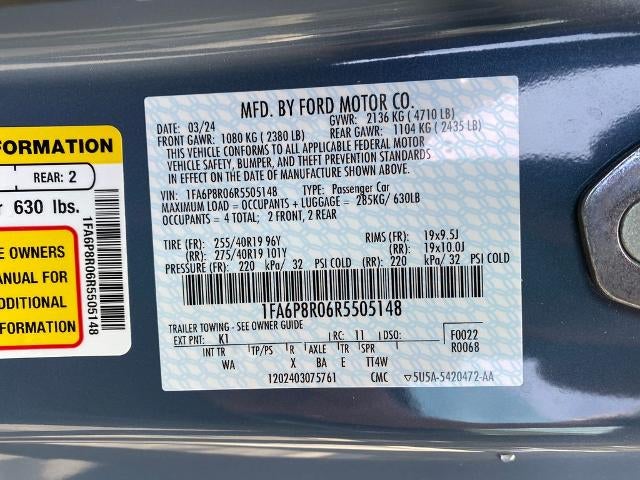 FORMATION
REAR: 2
r 630 lbs.
E OWNERS
ANUAL FOR
DDITIONAL
ORMATION
1FA6P8R06R5505148
MFD. BY FORD MOTOR CO.
03/24 GVWR: 2136 KG ( 4710 LB)
FRONT GAWR: 1080 KG ( 2380 LB) REAR GAWR: 1104 KG ( 2435 LB)
THIS VEHICLE CONFORMS TO ALL APPLICABLE FEDERAL MOTOR
VEHICLE SAFETY, BUMPER, AND THEFT PREVENTION STANDARDS
IN EFFECT ON THE DATE OF MANUFACTURE SHOWN ABOVE.
VIN: 1FA6P8R06R5505148 TYPE: Passenger Car
MAXIMUM LOAD = OCCUPANTS + LUGGAGE = 285KG/ 630LB
OCCUPANTS = 4 TOTAL; 2 FRONT, 2 REAR
TIRE (FR): 255/40R19 96Y RIMS (FR): 19x9.5J
(RR): 275/40R19 101Y (RR): 19x10.0J
PRESSURE (FR): 220 kPa/ 32 PSI COLD (RR): 220 kPa/ 32 PSI COLD
1FA6P8R06R5505148
TRAILER TOWING - SEE OWNER GUIDE
EXT PNT: K1 RC: 11 DSO: F0022
INT TR TP/PS R AXLE TR SPR R0068
WA X BA E TT4W
1202403075761 CMC ▽5U5A-5420472-AA